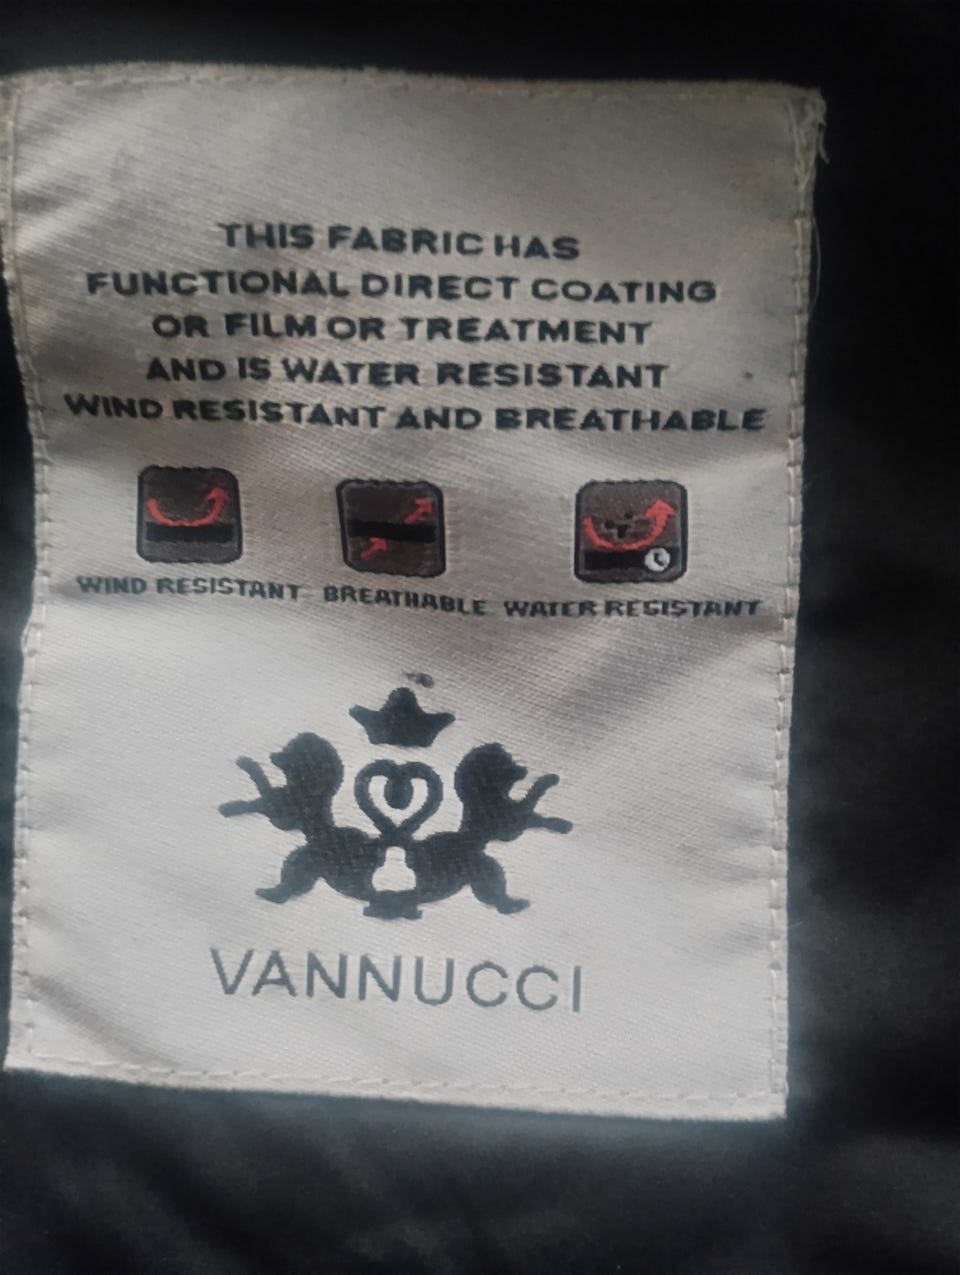 THIS FABRIC HAS
FUNCTIONAL DIRECT COATING
OR FILM OR TREATMENT
AND IS WATER RESISTANT
WIND RESISTANT AND BREATHABLE
WIND RESISTANT BREATHABLE WATER RESISTANT
VANNUCCI